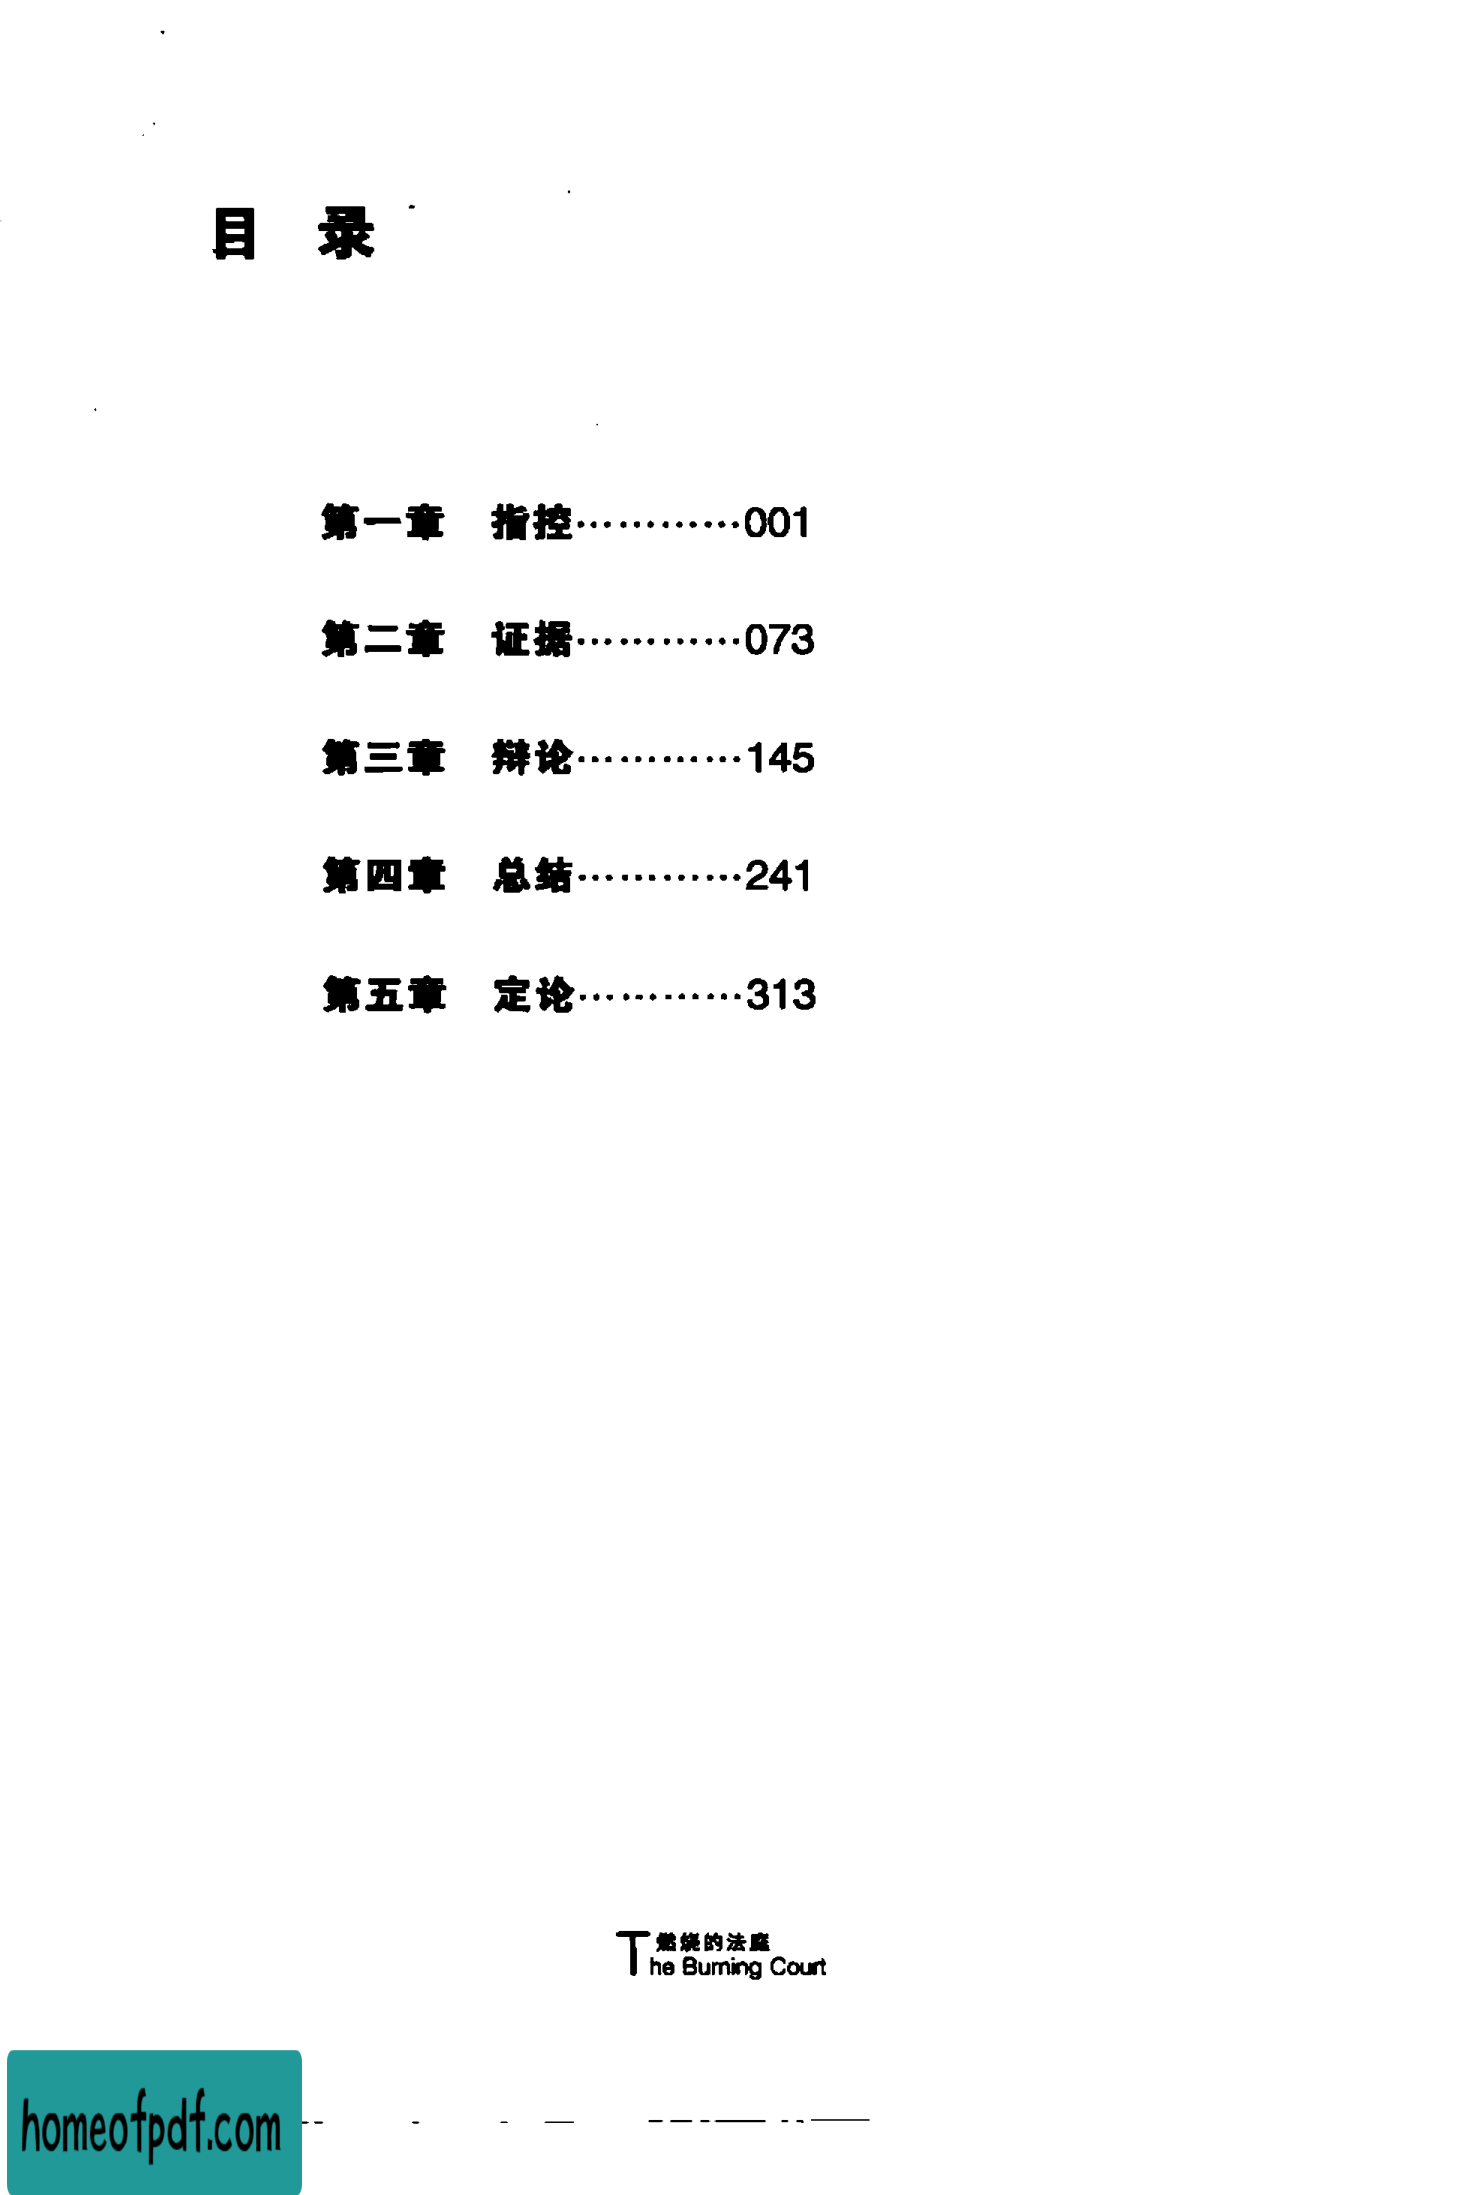 目 录
第一章 指控…………001
第二章 证据…………073
第三章 辩论…………145
第四章 总结…………241
第五章 定论…………313
燃烧的法庭
The Burning Court
homeofpdf.com